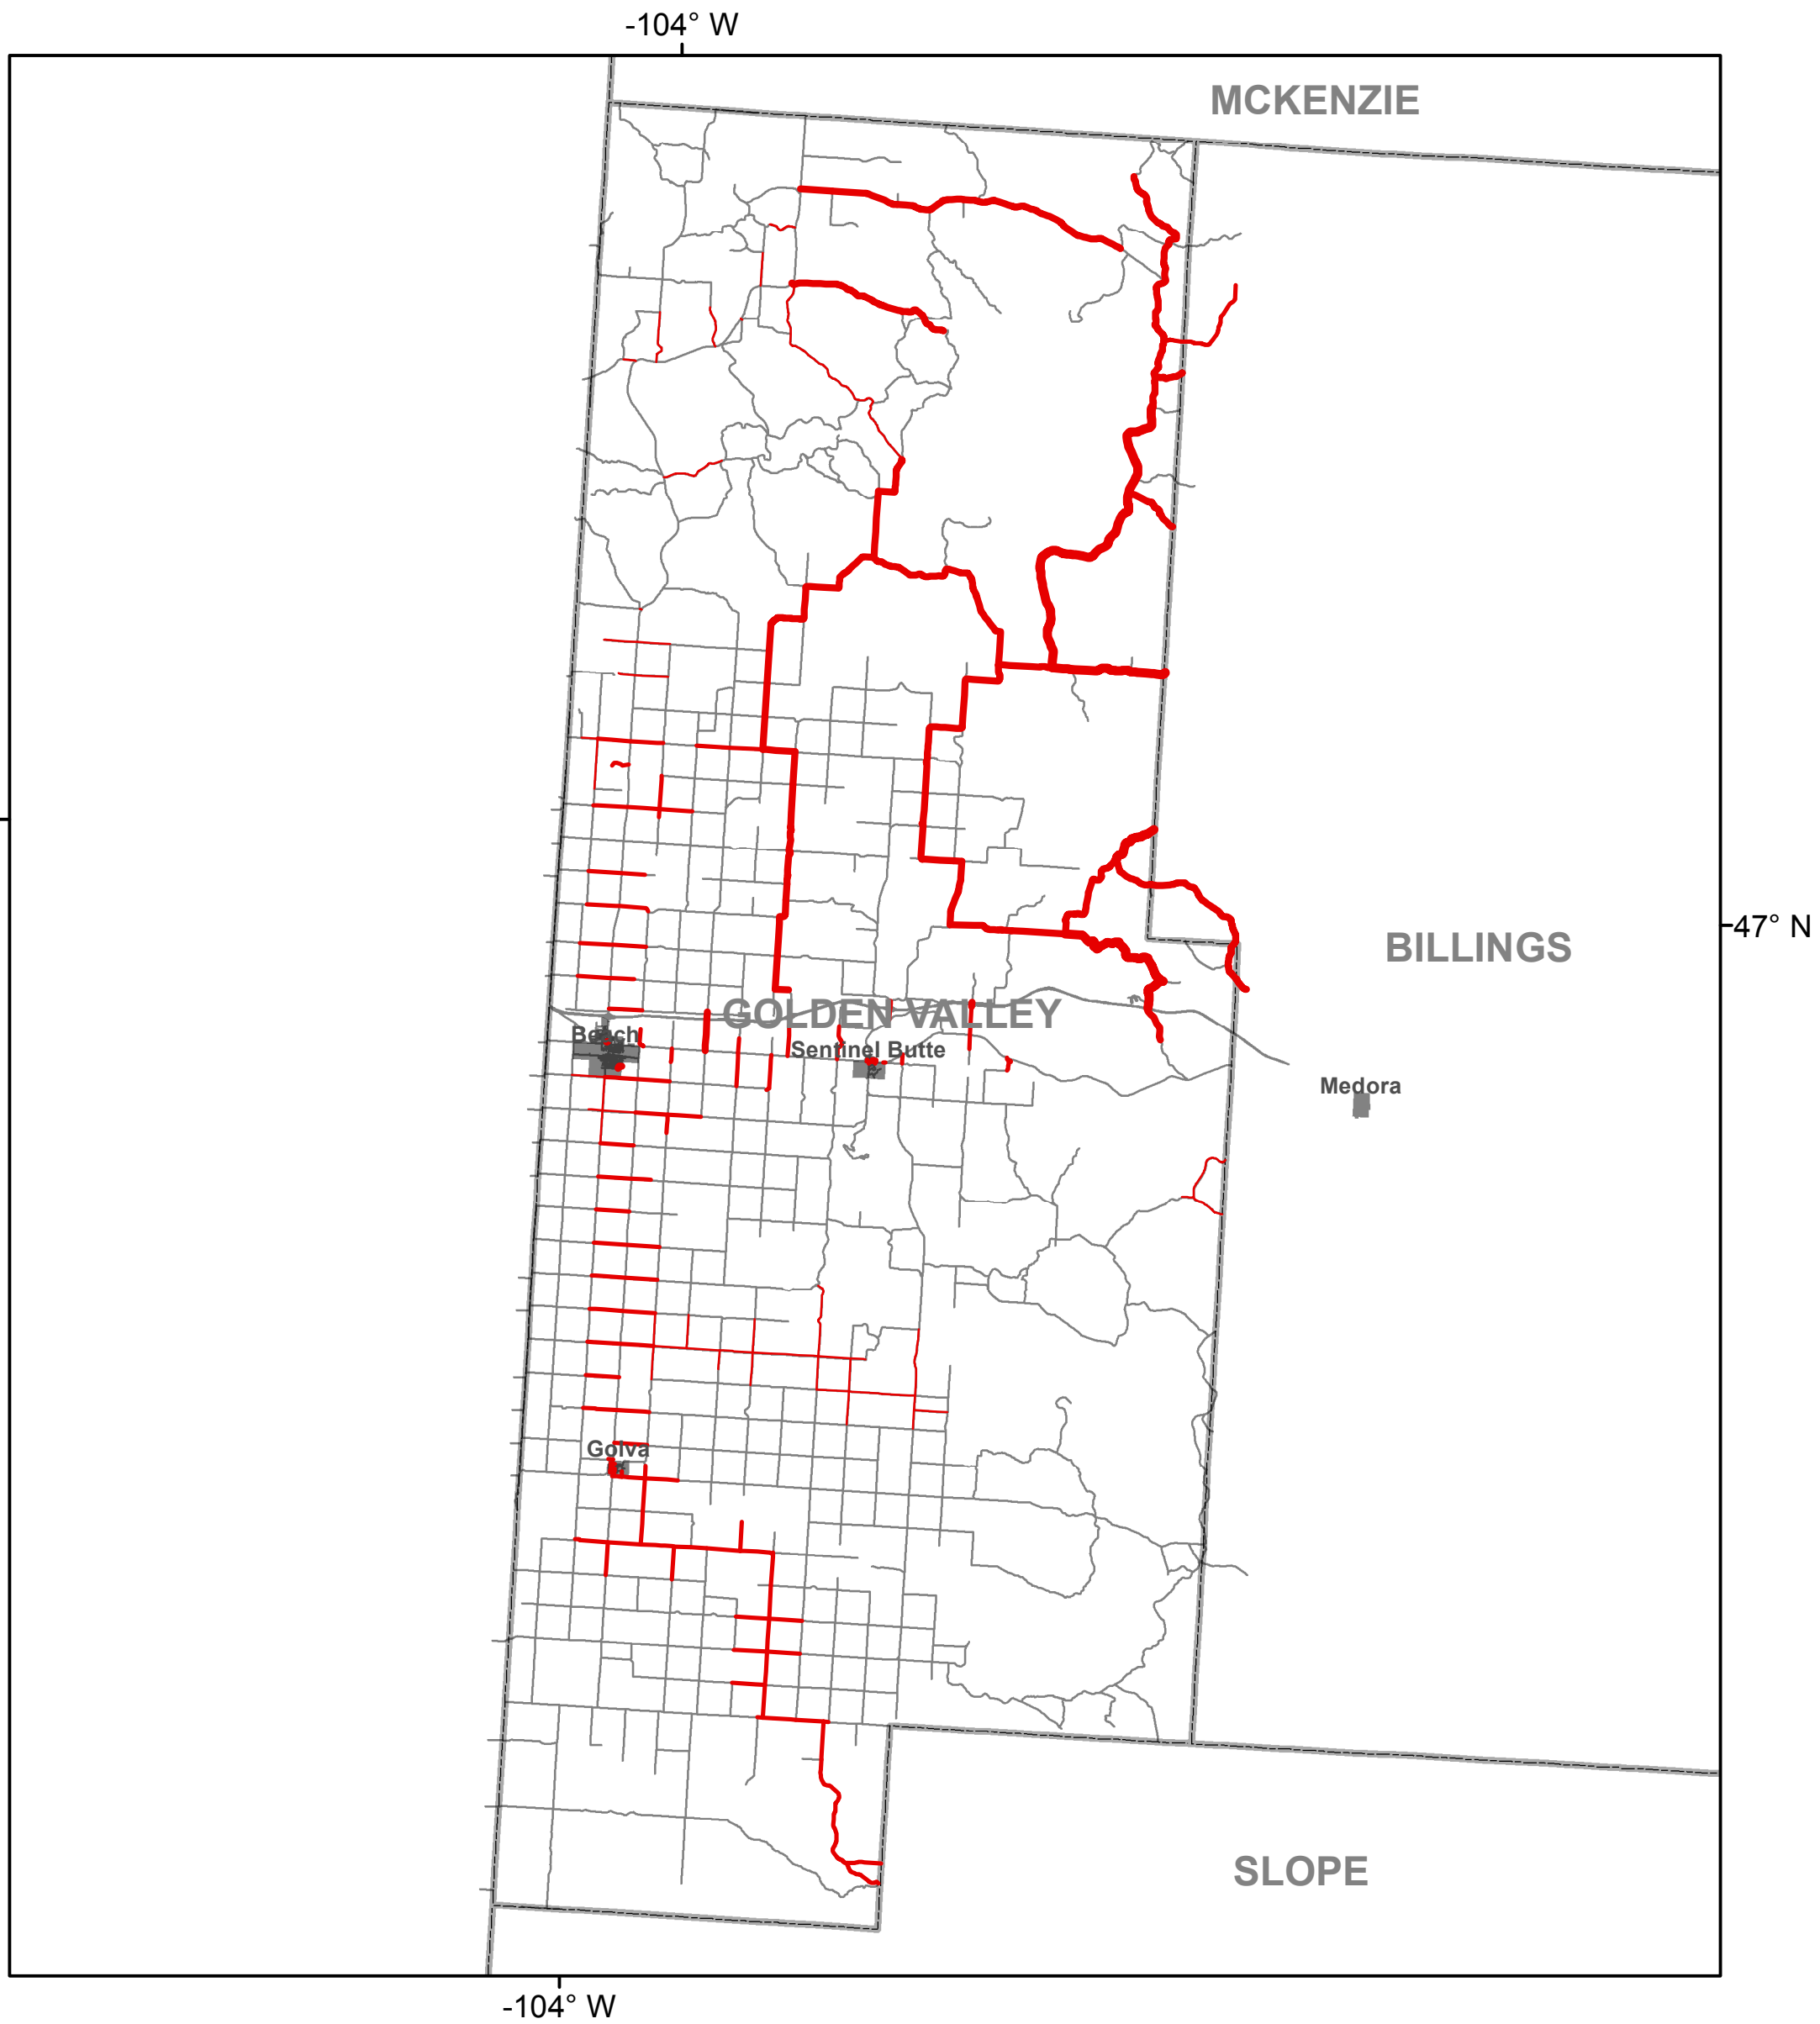 -104° W
MCKENZIE
47° N
BILLINGS
GOLDEN VALLEY
Beach
Sentinel Butte
Medora
Golva
SLOPE
-104° W